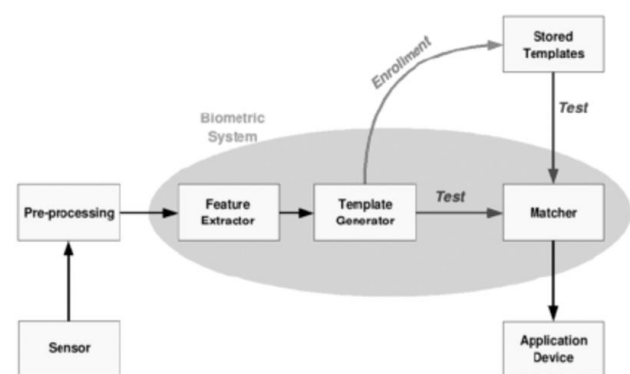 Stored
Templates
Enrollment
Test
Biometric
System
Pre-processing
Feature
Extractor
Template
Generator
Test
Matcher
Sensor
Application
Device